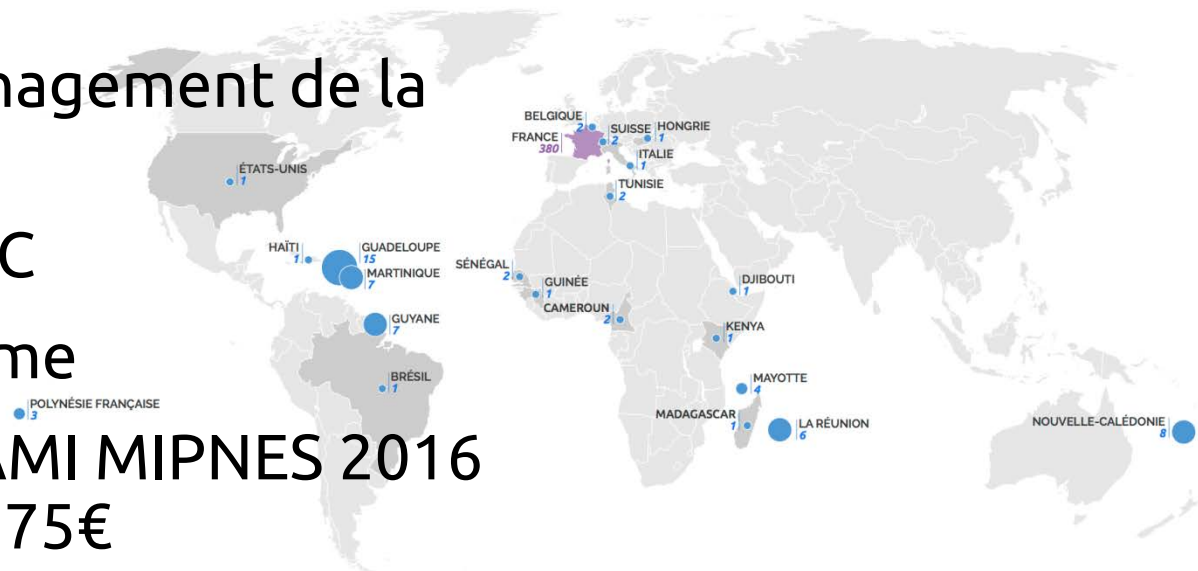 nagement de la
C
me
AMI MIPNES 2016
75€
BELGIQUE
2
FRANCE
380
SUISSE
2
HONGRIE
1
ITALIE
1
TUNISIE
2
ÉTATS-UNIS
1
HAÏTI
1
GUADELOUPE
15
MARTINIQUE
7
SÉNÉGAL
2
GUINÉE
1
CAMEROUN
2
DJIBOUTI
1
KENYA
1
GUYANE
7
BRÉSIL
1
MAYOTTE
4
POLYNÉSIE FRANÇAISE
3
MADAGASCAR
1
LA RÉUNION
6
NOUVELLE-CALÉDONIE
8